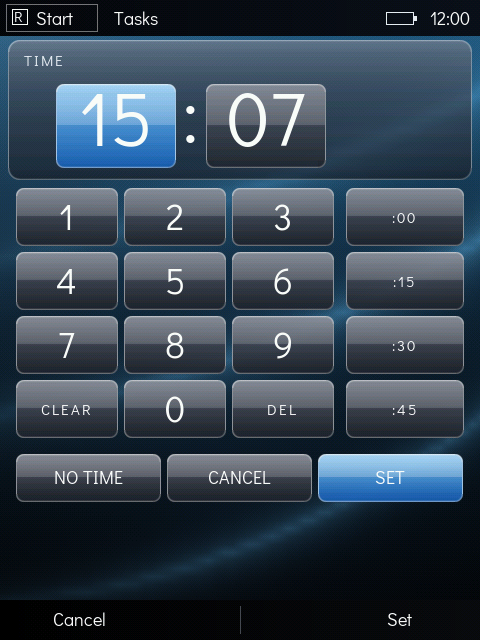 R Start Tasks 12:00
TIME
15 : 07
1 2 3 :00
4 5 6 :15
7 8 9 :30
CLEAR 0 DEL :45
NO TIME CANCEL SET
Cancel Set